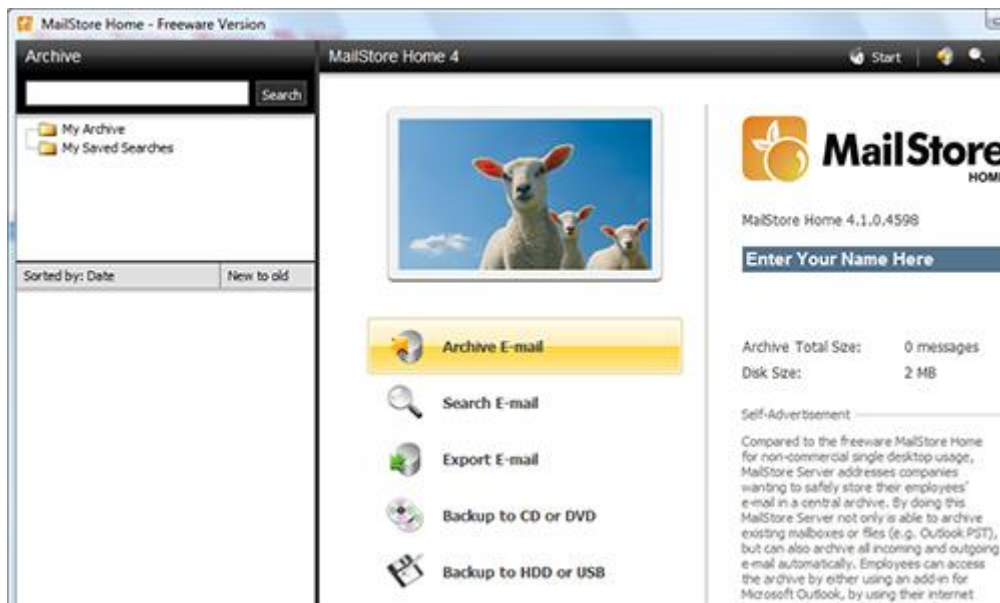 MailStore Home - Freeware Version
Archive
Search
My Archive
My Saved Searches
Sorted by: Date
New to old
MailStore Home 4
Start
Archive E-mail
Search E-mail
Export E-mail
Backup to CD or DVD
Backup to HDD or USB
MailStore
HOME
MailStore Home 4.1.0.4598
Enter Your Name Here
Archive Total Size: 0 messages
Disk Size: 2 MB
Self-Advertisement
Compared to the freeware MailStore Home
for non-commercial single desktop usage,
MailStore Server addresses companies
wanting to safely store their employees'
e-mail in a central archive. By doing this
MailStore Server not only is able to archive
existing mailboxes or files (e.g. Outlook PST),
but can also archive all incoming and outgoing
e-mail automatically. Employees can access
the archive by either using an add-in for
Microsoft Outlook, by using their internet